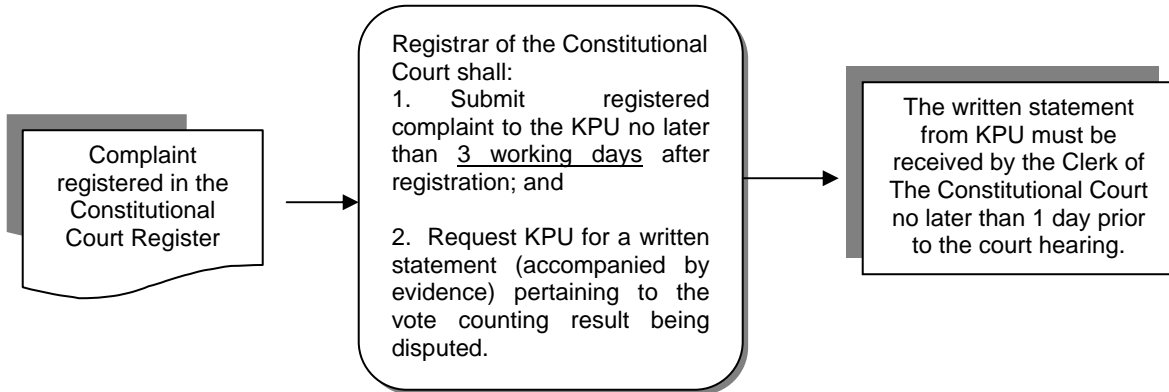 Complaint
registered in the
Constitutional
Court Register
Registrar of the Constitutional
Court shall:
1. Submit registered
complaint to the KPU no later
than 3 working days after
registration; and
2. Request KPU for a written
statement (accompanied by
evidence) pertaining to the
vote counting result being
disputed.
The written statement
from KPU must be
received by the Clerk of
The Constitutional Court
no later than 1 day prior
to the court hearing.